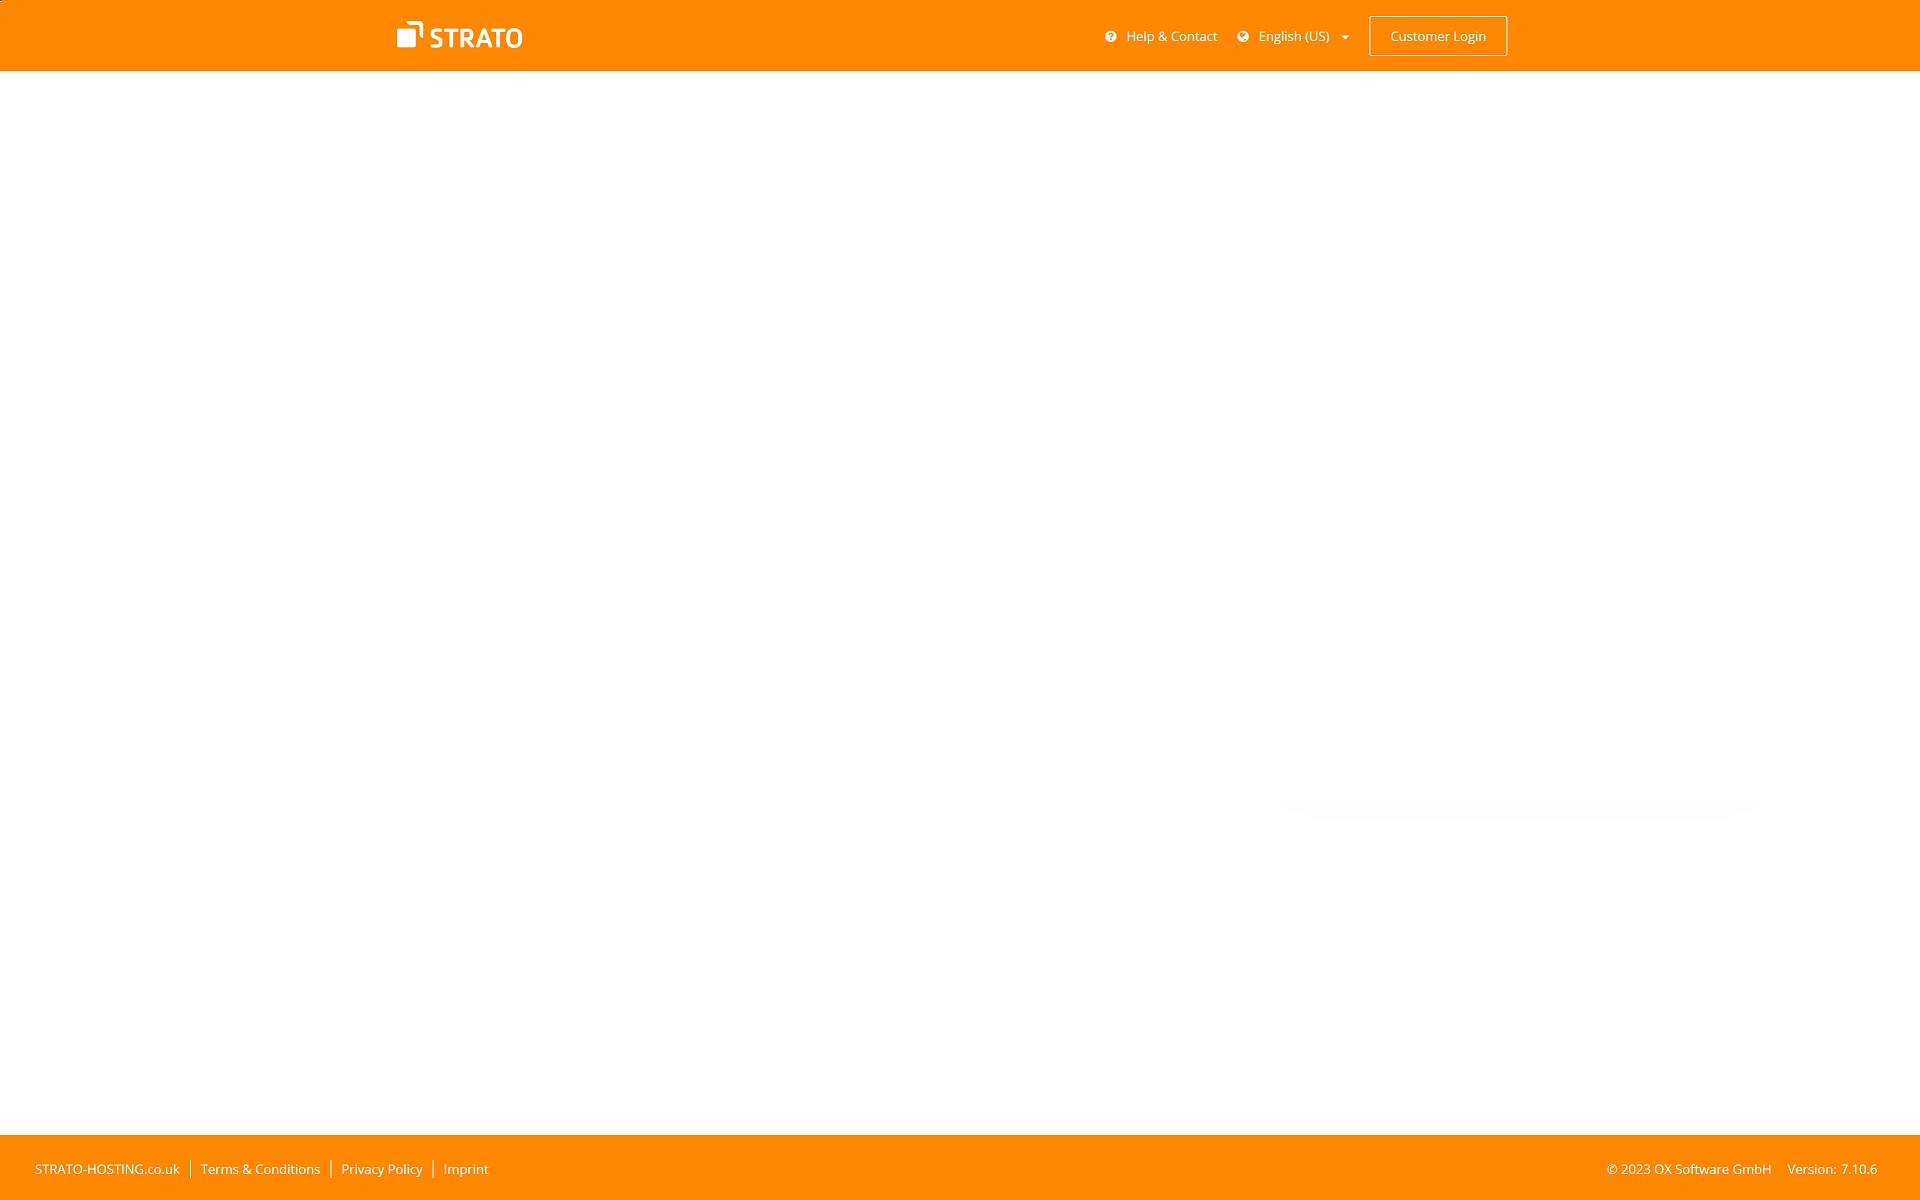 STRATO
Help & Contact
English (US)
Customer Login
STRATO-HOSTING.co.uk
Terms & Conditions
Privacy Policy
Imprint
© 2023 OX Software GmbH
Version: 7.10.6